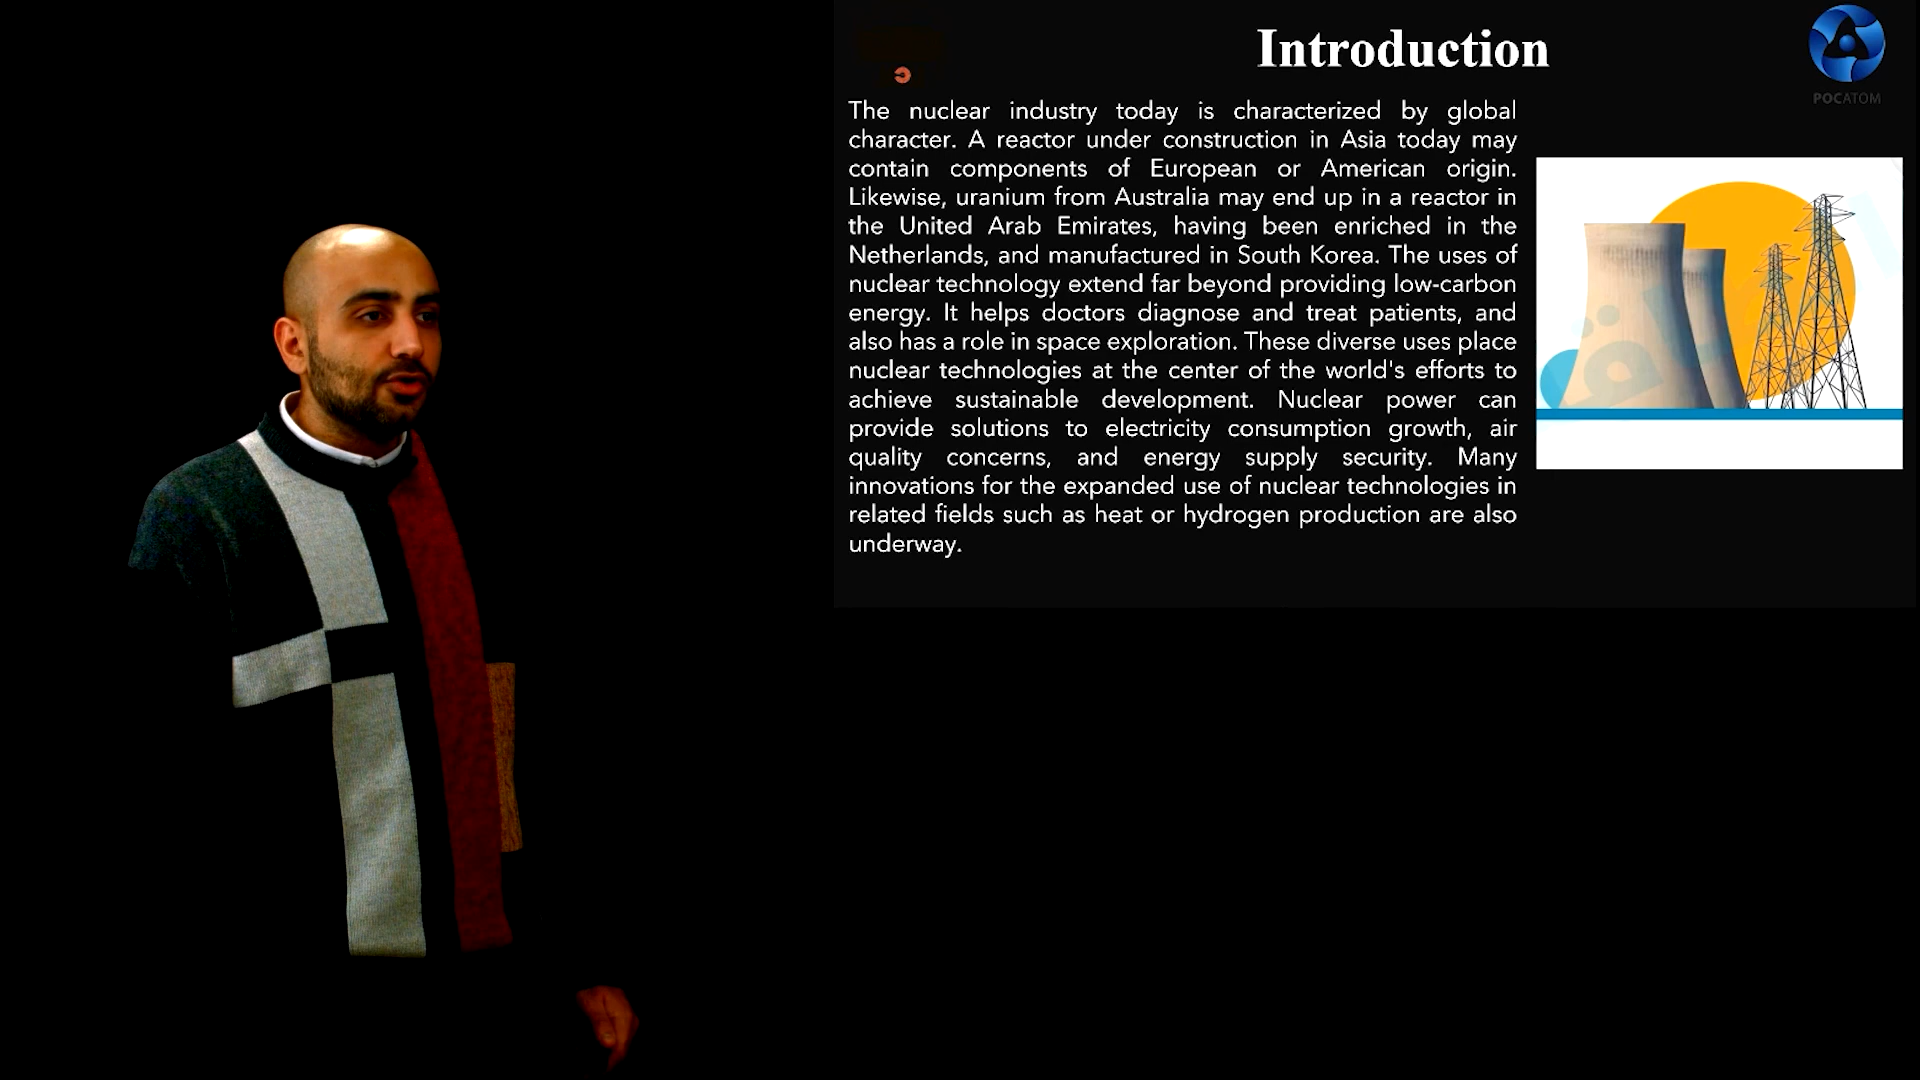 Introduction
РОСАТОМ
The nuclear industry today is characterized by global
character. A reactor under construction in Asia today may
contain components of European or American origin.
Likewise, uranium from Australia may end up in a reactor in
the United Arab Emirates, having been enriched in the
Netherlands, and manufactured in South Korea. The uses of
nuclear technology extend far beyond providing low-carbon
energy. It helps doctors diagnose and treat patients, and
also has a role in space exploration. These diverse uses place
nuclear technologies at the center of the world's efforts to
achieve sustainable development. Nuclear power can
provide solutions to electricity consumption growth, air
quality concerns, and energy supply security. Many
innovations for the expanded use of nuclear technologies in
related fields such as heat or hydrogen production are also
underway.